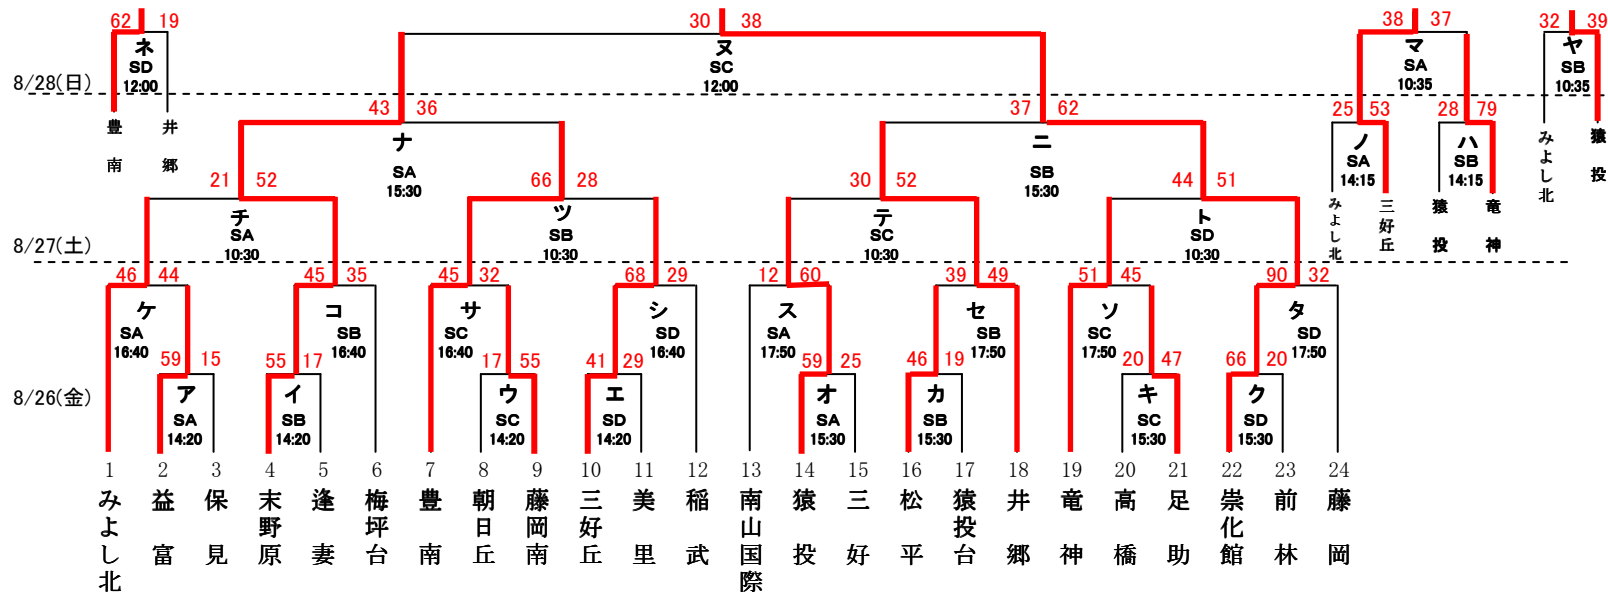 62 19 30 38 38 37 32 39
ネ ヌ マ ヤ
SD SC SA SB
12:00 12:00 10:35 10:35
8/28(日)
43 36 37 62 25 53 28 79
豊南 井郷 みよし北 猿投
ナ ニ ノ ハ
SA SB SA SB
15:30 15:30 14:15 14:15
21 52 66 28 30 52 44 51
みよし北 三好丘 猿投 竜神
チ ツ テ ト
SA SB SC SD
10:30 10:30 10:30 10:30
8/27(土)
46 44 45 35 45 32 68 29 12 60 39 49 51 45 90 32
ケ コ サ シ ス セ ソ タ
SA SB SC SD SA SB SC SD
16:40 16:40 16:40 16:40 17:50 17:50 17:50 17:50
59 15 55 17 17 55 41 29 59 25 46 19 20 47 66 20
8/26(金)
ア イ ウ エ オ カ キ ク
SA SB SC SD SA SB SC SD
14:20 14:20 14:20 14:20 15:30 15:30 15:30 15:30
1 2 3 4 5 6 7 8 9 10 11 12 13 14 15 16 17 18 19 20 21 22 23 24
みよし北 益富 保見 末野原 逢妻 梅坪台 豊南 朝日丘 藤岡南 三好丘 美里 稲武 南山国際 猿投 三好 松平 猿投台 井郷 竜神 高橋 足助 崇化館 前林 藤岡